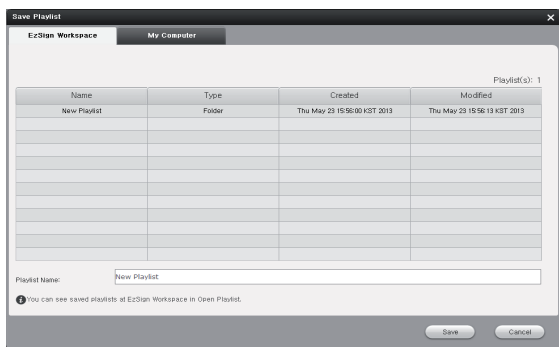 Save Playlist
EzSign Workspace My Computer
Playlist(s): 1
Name Type Created Modified
New Playlist Folder Thu May 23 15:56:00 KST 2013 Thu May 23 15:56:13 KST 2013
Playlist Name: New Playlist
You can see saved playlists at EzSign Workspace in Open Playlist.
Save Cancel